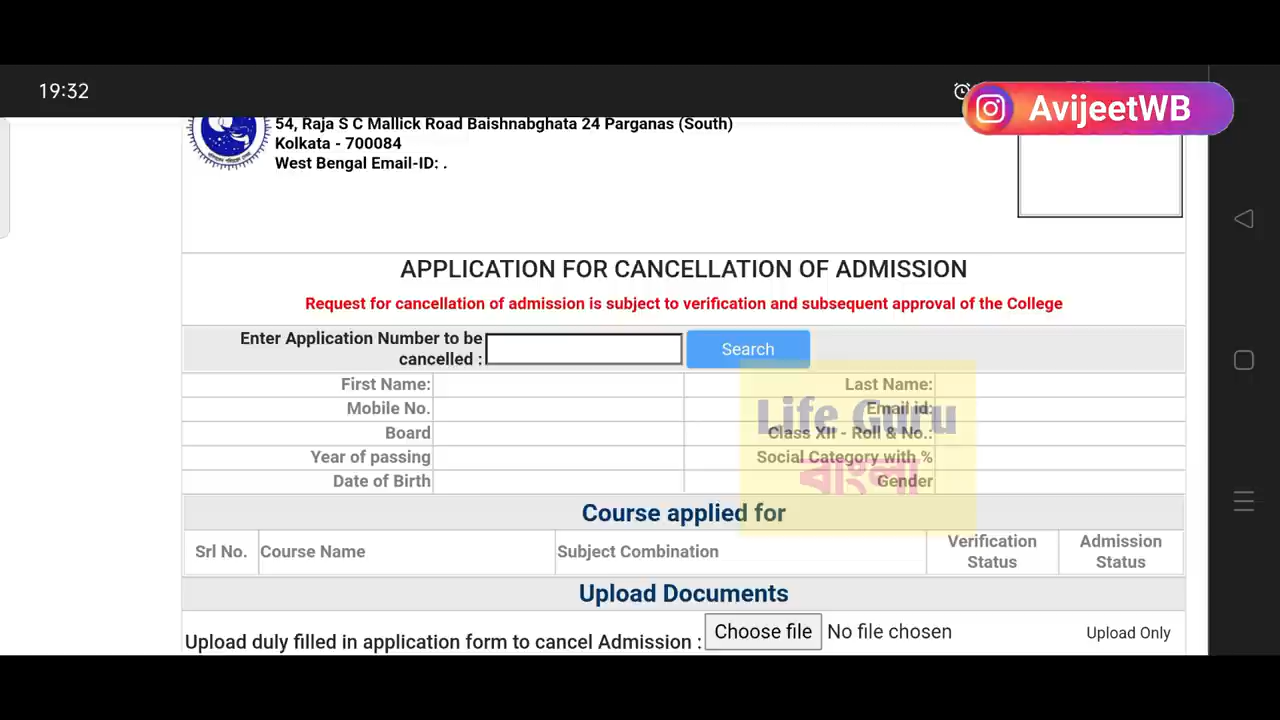 19:32
AvijeetWB
54, Raja S C Mallick Road Baishnabghata 24 Parganas (South)
Kolkata - 700084
West Bengal Email-ID: .
APPLICATION FOR CANCELLATION OF ADMISSION
Request for cancellation of admission is subject to verification and subsequent approval of the College
Enter Application Number to be
cancelled :
Search
First Name: Last Name:
Mobile No. Email id:
Life Guru
Board Class XII - Roll & No.:
Year of passing Social Category with %
বাংলা
Date of Birth Gender
Course applied for
Srl No. Course Name Subject Combination Verification Status Admission Status
Upload Documents
Upload duly filled in application form to cancel Admission : Choose file No file chosen Upload Only